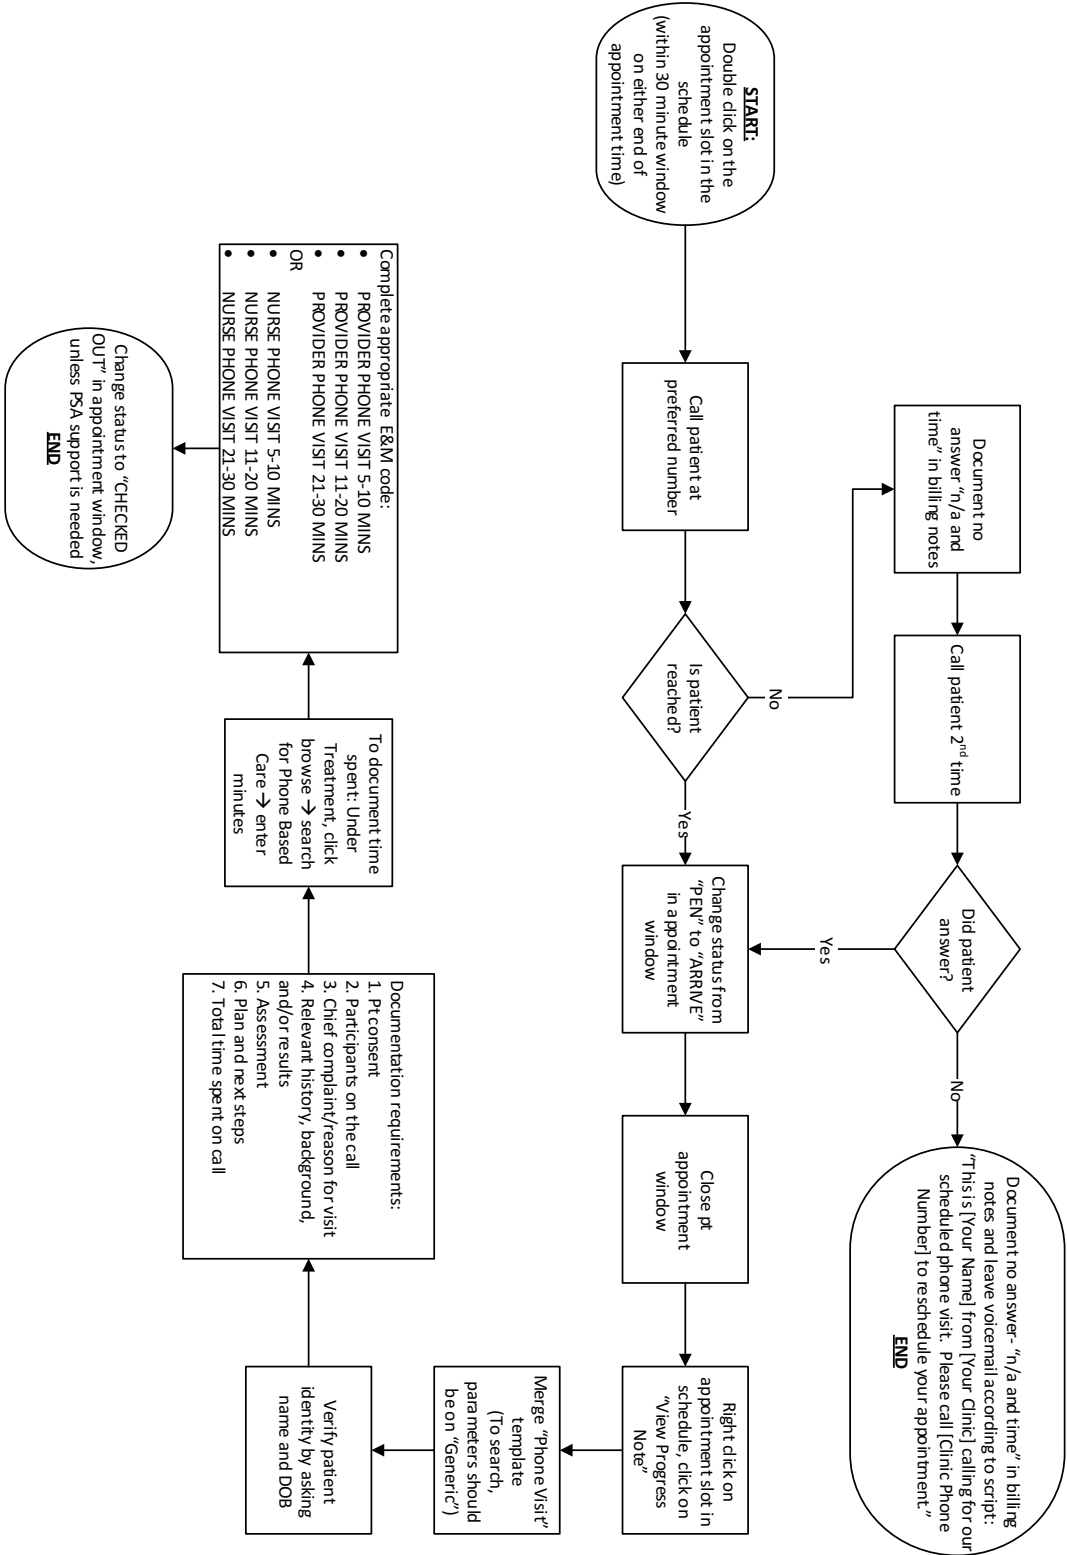 START:
Double click on the
appointment slot in the
schedule
(within 30 minute window
on either end of
appointment time)
Call patient at
preferred number
Is patient
reached?
No
Yes
Document no
answer “n/a and
time” in billing notes
Call patient 2nd time
Did patient
answer?
Yes
No
Document no answer- “n/a and time” in billing
notes and leave voicemail according to script:
“This is [Your Name] from [Your Clinic] calling for our
scheduled phone visit. Please call [Clinic Phone
Number] to reschedule your appointment.”
END
Change status from
“PEN” to “ARRIVE”
in appointment
window
Close pt
appointment
window
Right click on
appointment slot in
schedule, click on
“View Progress
Note”
Merge “Phone Visit”
template
(To search,
parameters should
be on “Generic”)
Verify patient
identity by asking
name and DOB
Documentation requirements:
1. Pt consent
2. Participants on the call
3. Chief complaint/reason for visit
4. Relevant history, background,
and/or results
5. Assessment
6. Plan and next steps
7. Total time spent on call
To document time
spent: Under
Treatment, click
browse → search
for Phone Based
Care → enter
minutes
Complete appropriate E&M code:
• PROVIDER PHONE VISIT 5-10 MINS
• PROVIDER PHONE VISIT 11-20 MINS
• PROVIDER PHONE VISIT 21-30 MINS
OR
• NURSE PHONE VISIT 5-10 MINS
• NURSE PHONE VISIT 11-20 MINS
• NURSE PHONE VISIT 21-30 MINS
Change status to “CHECKED
OUT” in appointment window,
unless PSA support is needed
END